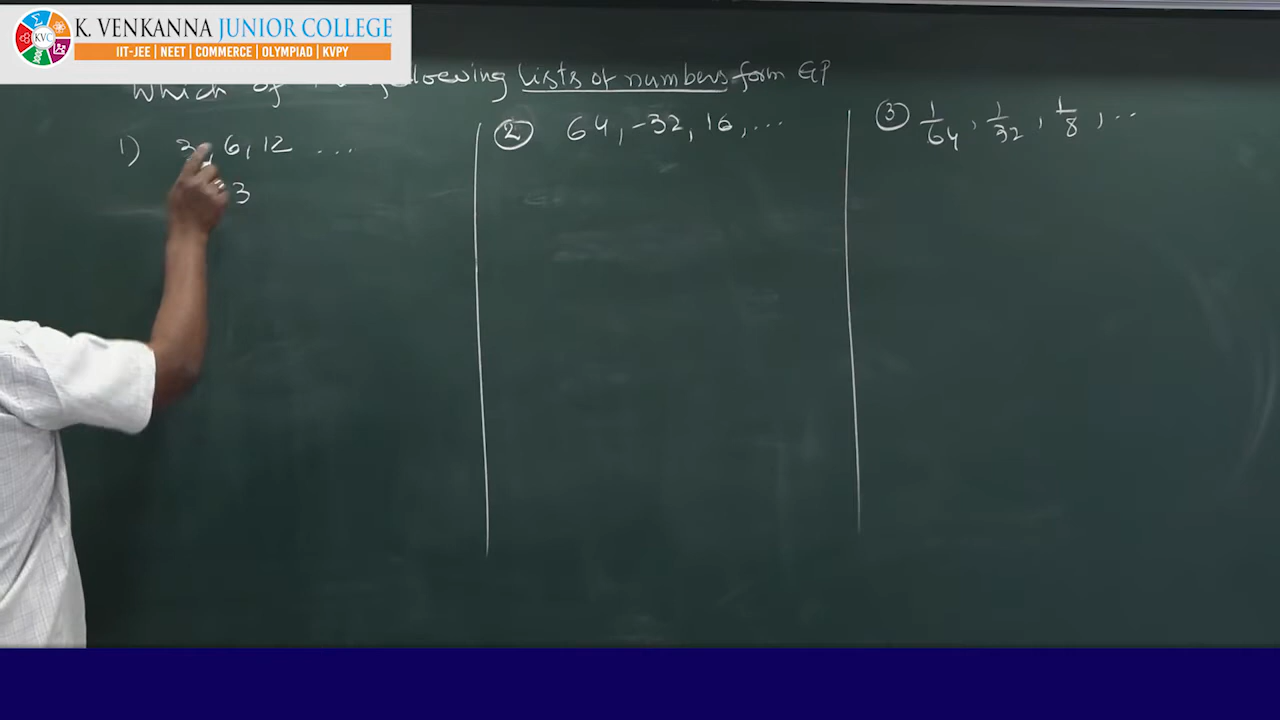 K. VENKANNA JUNIOR COLLEGE
KVC
IIT-JEE | NEET | COMMERCE | OLYMPIAD | KVPY
Which of following lists of numbers form GP
1) 3, 6, 12 ...
3
② 64, -32, 16, ...
③ 1/64, 1/32, 1/8, ...